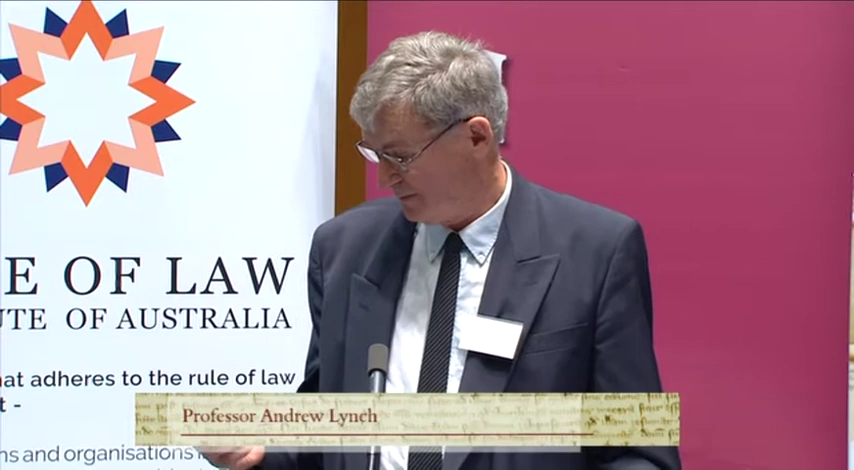 E OF LAW
UTE OF AUSTRALIA
hat adheres to the rule of law
t -
ns and organisations
Professor Andrew Lynch